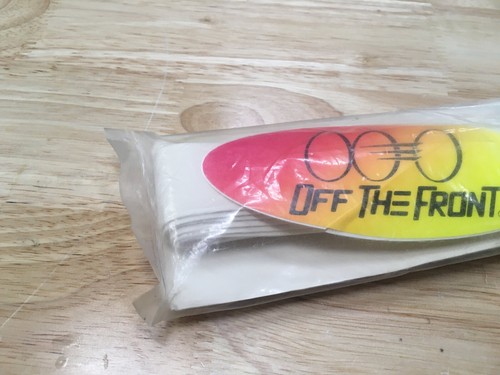 OFF THE FRONT